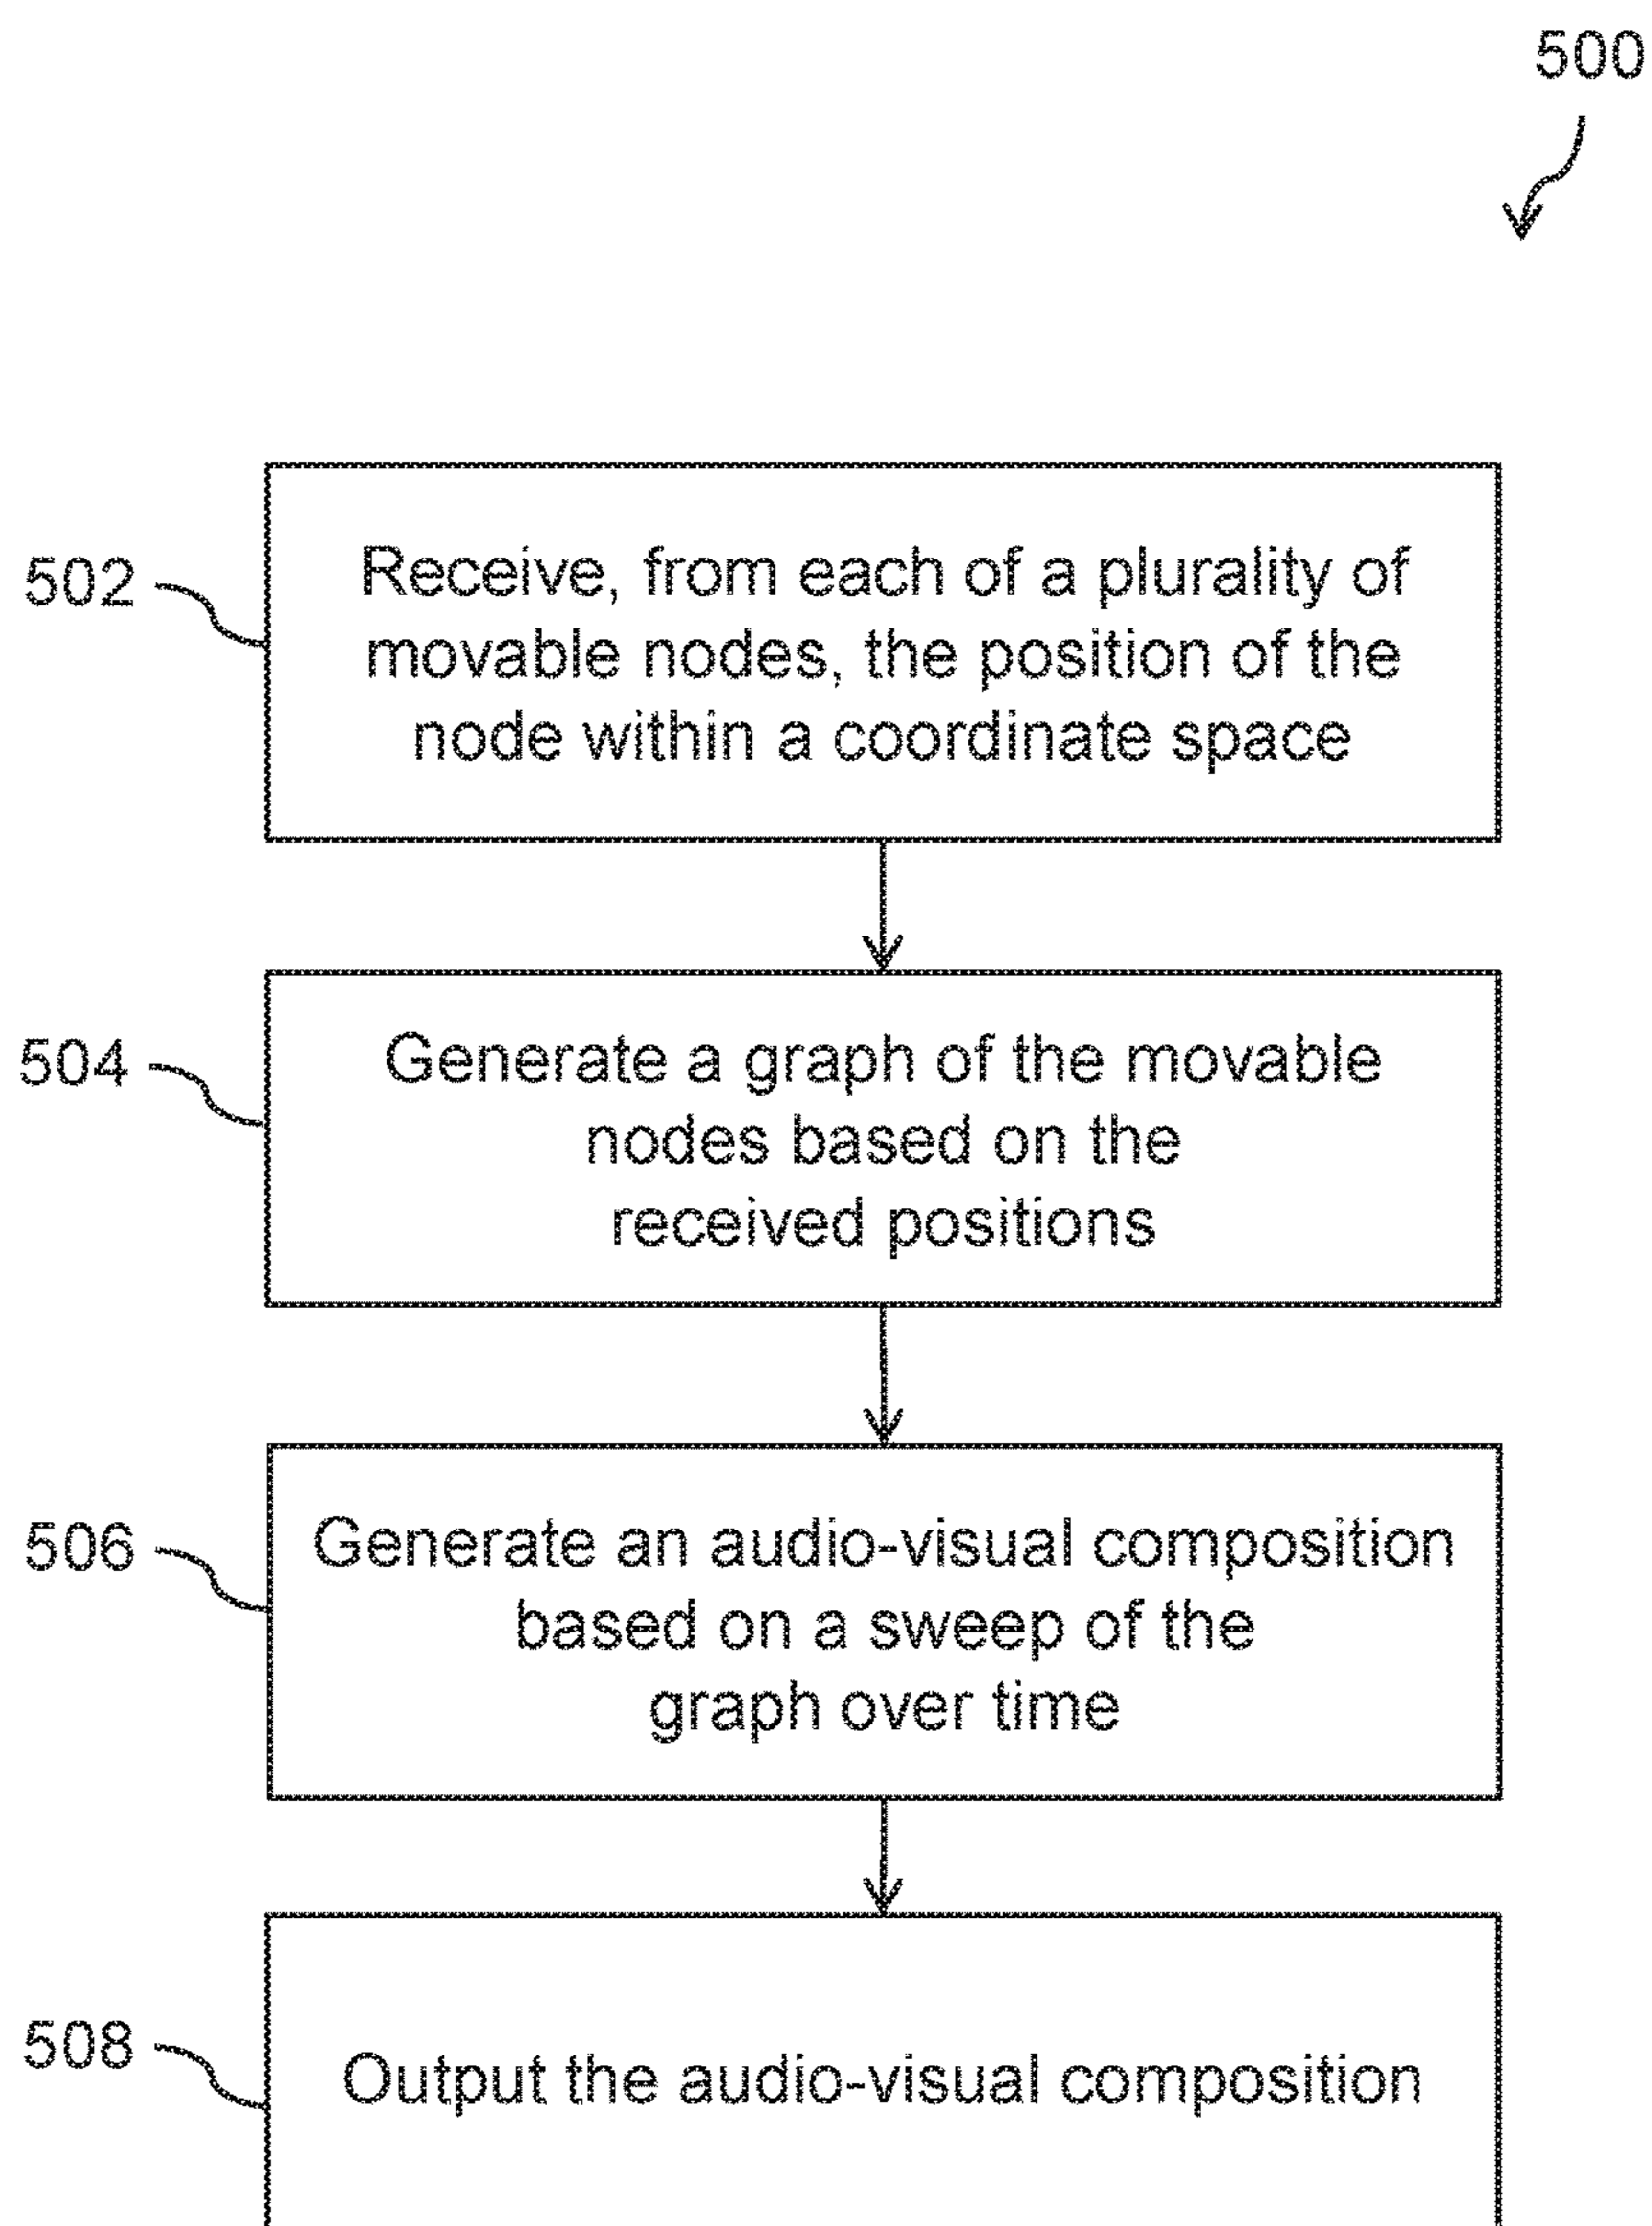 500
502
Receive, from each of a plurality of
movable nodes, the position of the
node within a coordinate space
504
Generate a graph of the movable
nodes based on the
received positions
506
Generate an audio-visual composition
based on a sweep of the
graph over time
508
Output the audio-visual composition